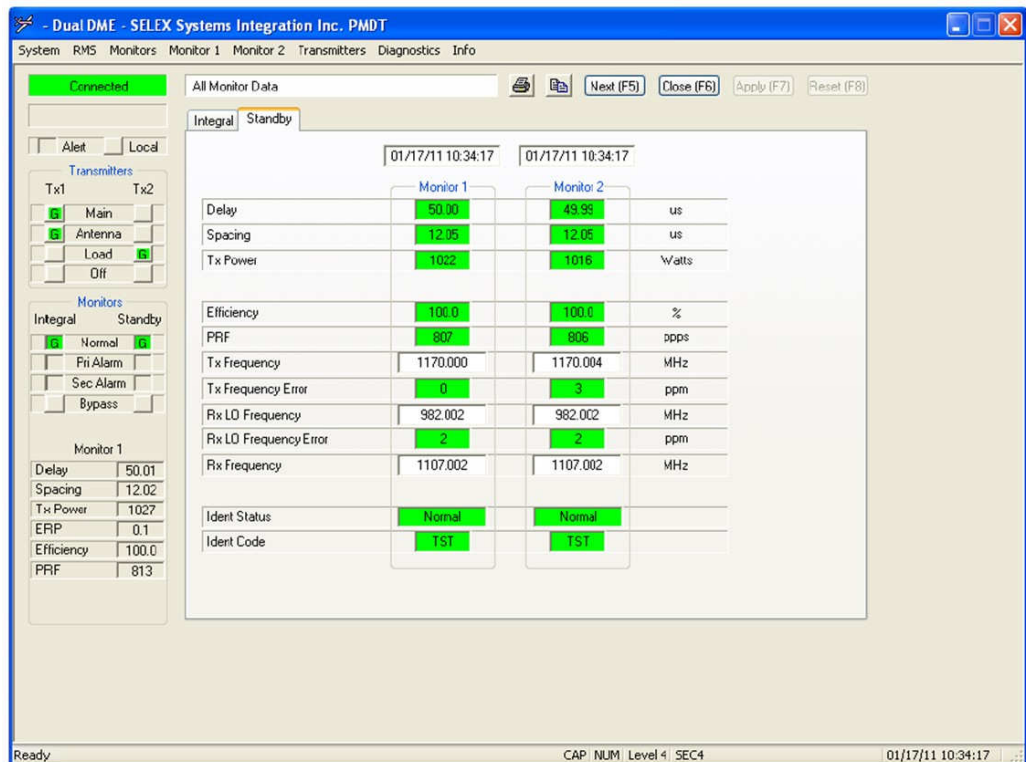 - Dual DME - SELEX Systems Integration Inc. PMDT
System RMS Monitors Monitor 1 Monitor 2 Transmitters Diagnostics Info
Connected
All Monitor Data
Next (F5) Close (F6) Apply (F7) Reset (F8)
Alert Local
Transmitters
Tx1 Tx2
G Main
G Antenna
Load G
Off
Monitors
Integral Standby
G Normal G
Pri Alarm
Sec Alarm
Bypass
Monitor 1
Delay 50.01
Spacing 12.02
Tx Power 1027
ERP 0.1
Efficiency 100.0
PRF 813
Integral Standby
01/17/11 10:34:17 01/17/11 10:34:17
Monitor 1 Monitor 2
Delay 50.00 49.99 us
Spacing 12.05 12.05 us
Tx Power 1022 1016 Watts
Efficiency 100.0 100.0 %
PRF 807 806 ppps
Tx Frequency 1170.000 1170.004 MHz
Tx Frequency Error 0 3 ppm
Rx LO Frequency 982.002 982.002 MHz
Rx LO Frequency Error 2 2 ppm
Rx Frequency 1107.002 1107.002 MHz
Ident Status Normal Normal
Ident Code TST TST
Ready CAP NUM Level 4 SEC4 01/17/11 10:34:17